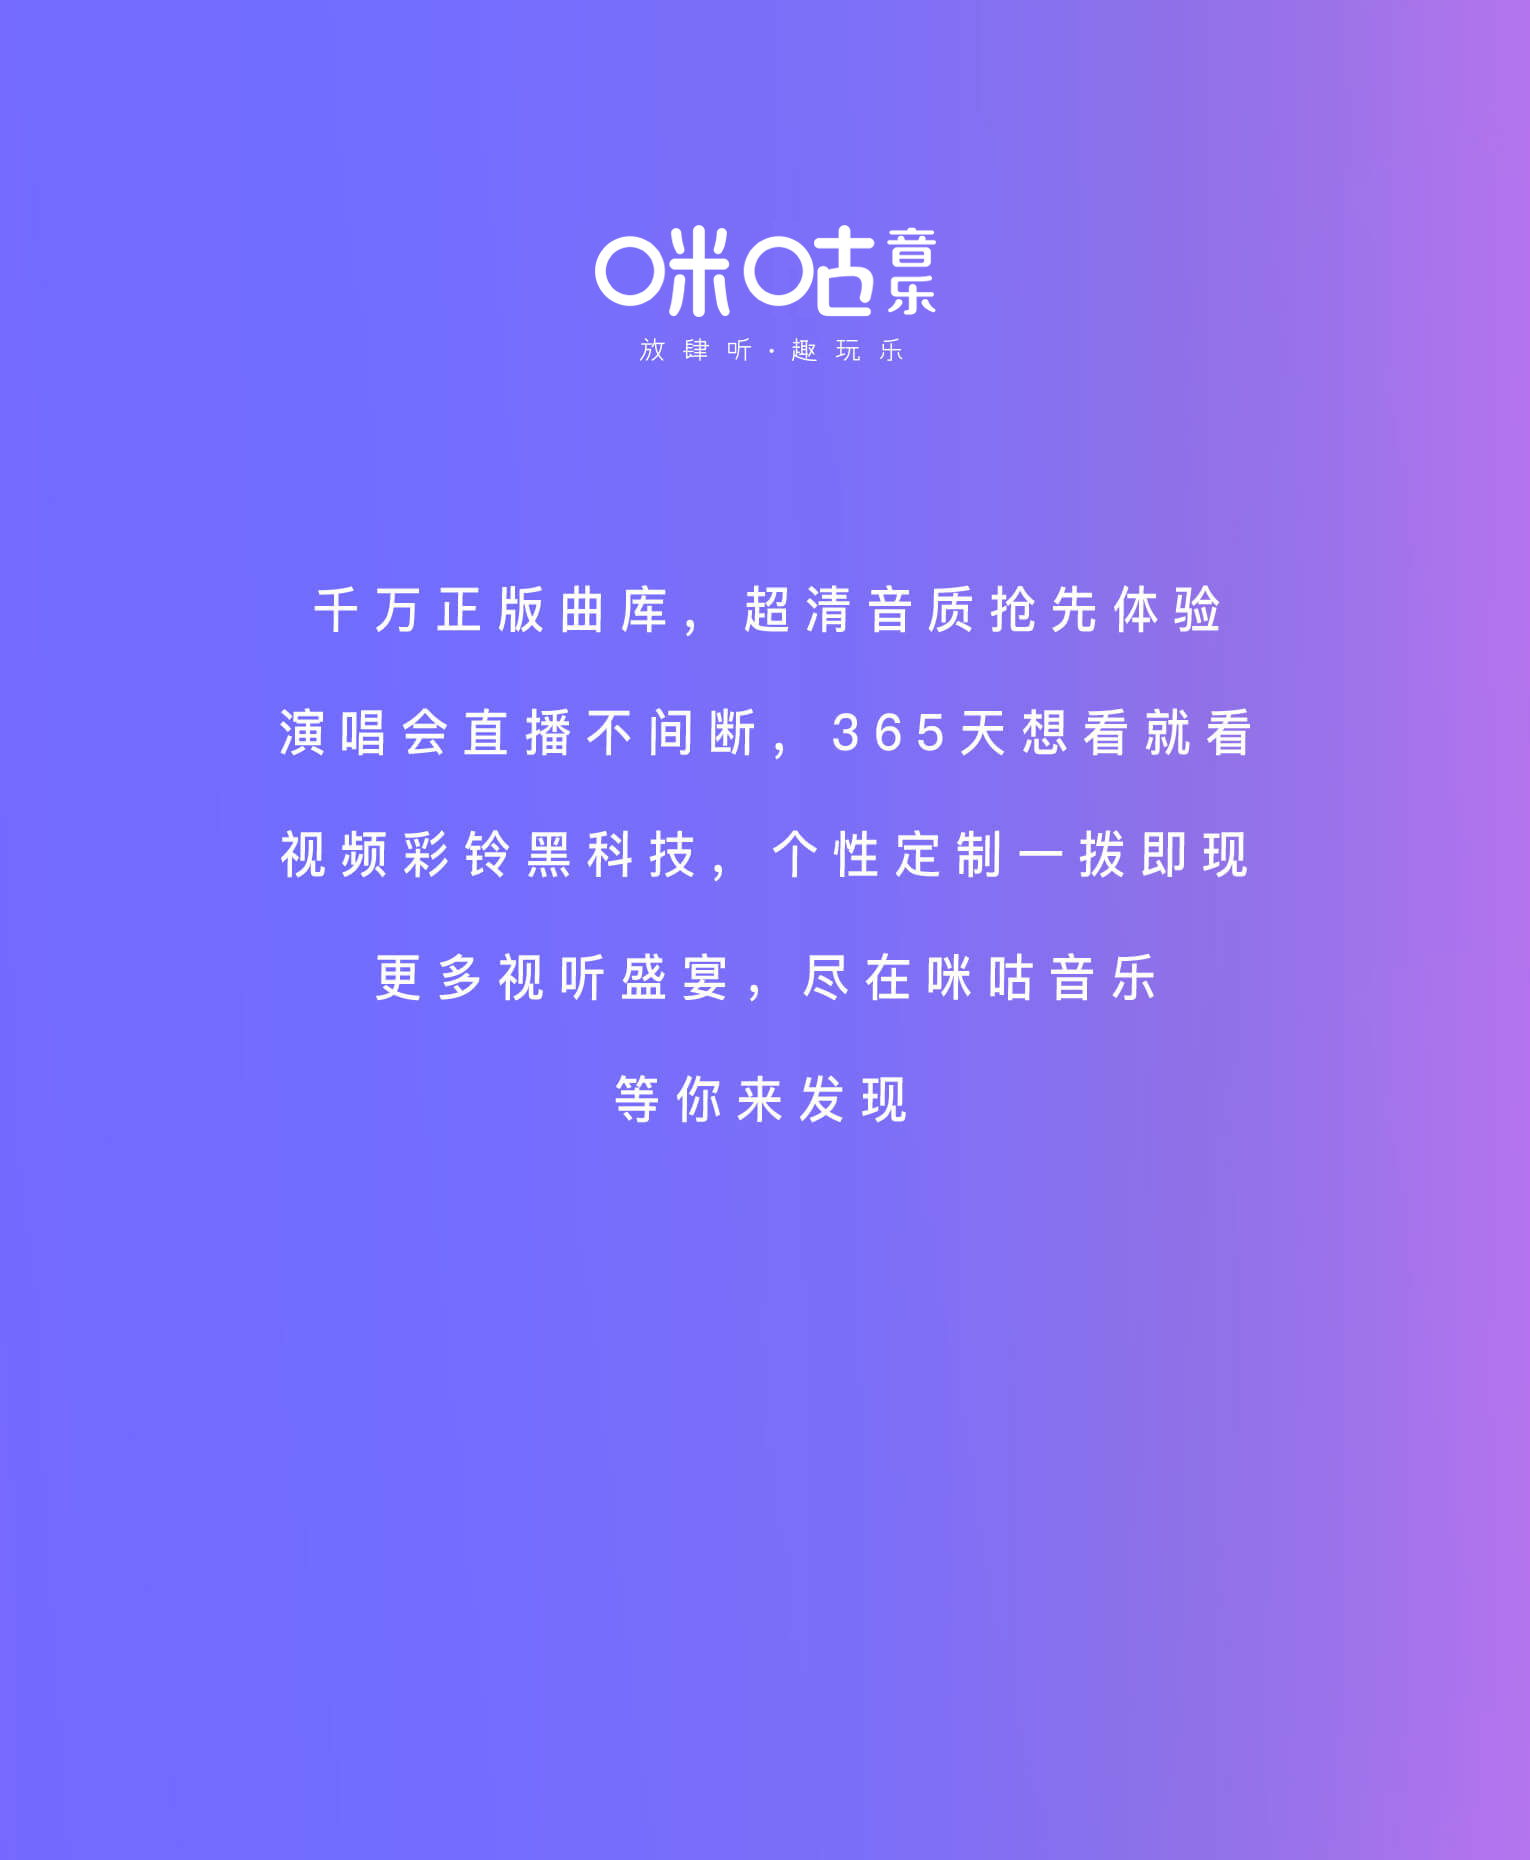 咪咕音乐
放肆听·趣玩乐
千万正版曲库，超清音质抢先体验
演唱会直播不间断，365天想看就看
视频彩铃黑科技，个性定制一拨即现
更多视听盛宴，尽在咪咕音乐
等你来发现